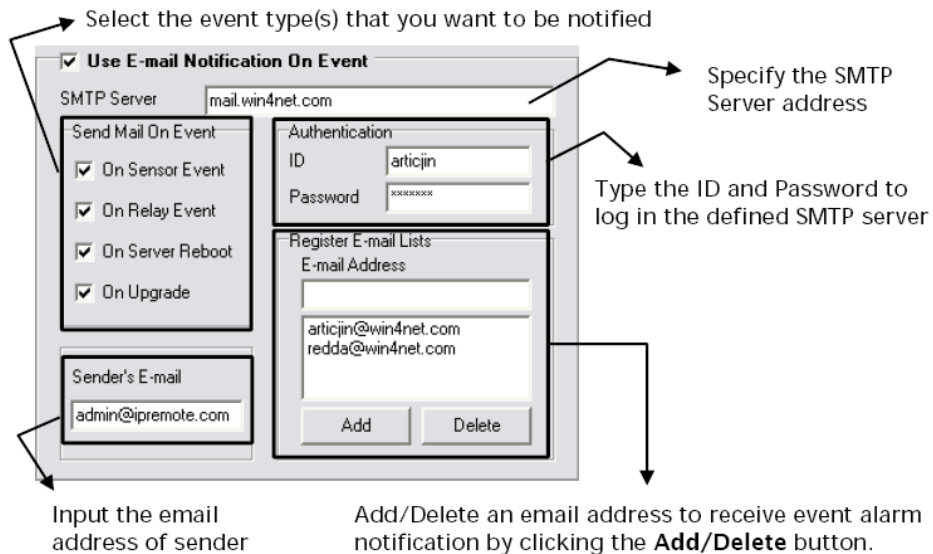 Select the event type(s) that you want to be notified
Use E-mail Notification On Event
SMTP Server mail.win4net.com
Specify the SMTP
Server address
Send Mail On Event
On Sensor Event
On Relay Event
On Server Reboot
On Upgrade
Authentication
ID articjin
Password *******
Type the ID and Password to
log in the defined SMTP server
Register E-mail Lists
E-mail Address
articjin@win4net.com
redda@win4net.com
Add Delete
Sender's E-mail
admin@ipremote.com
Input the email
address of sender
Add/Delete an email address to receive event alarm
notification by clicking the Add/Delete button.